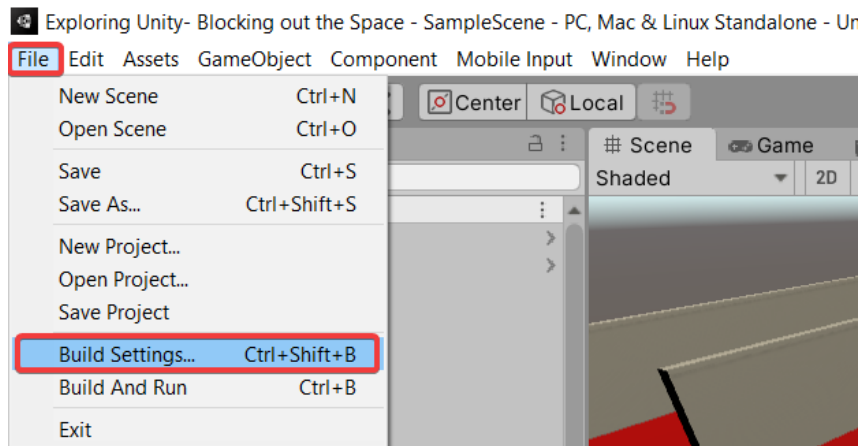 Exploring Unity- Blocking out the Space - SampleScene - PC, Mac & Linux Standalone - Un
File Edit Assets GameObject Component Mobile Input Window Help
New Scene Ctrl+N
Open Scene Ctrl+O
Save Ctrl+S
Save As... Ctrl+Shift+S
New Project...
Open Project...
Save Project
Build Settings... Ctrl+Shift+B
Build And Run Ctrl+B
Exit
Center Local
Scene Game
Shaded 2D